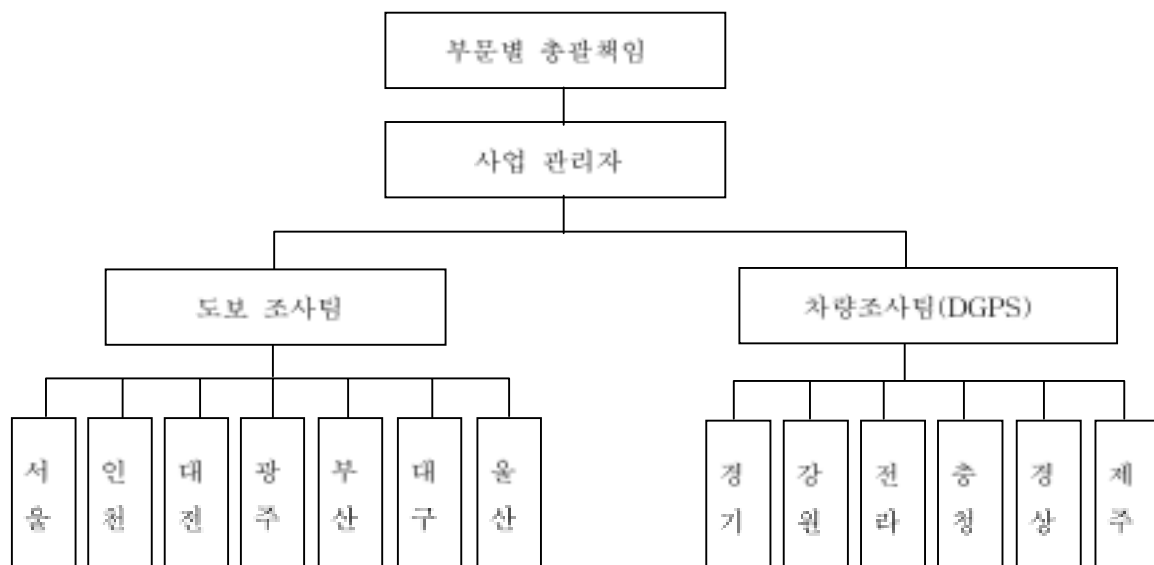 부문별 총괄책임
사업 관리자
도보 조사팀
차량조사팀(DGPS)
서울
인천
대전
광주
부산
대구
울산
경기
강원
전라
충청
경상
제주